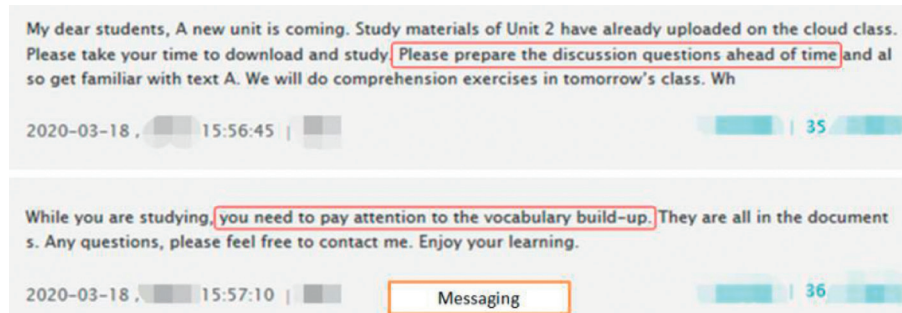 My dear students, A new unit is coming. Study materials of Unit 2 have already uploaded on the cloud class.
Please take your time to download and study. Please prepare the discussion questions ahead of time and al
so get familiar with text A. We will do comprehension exercises in tomorrow's class. Wh
2020-03-18 , 15:56:45 | | 35
While you are studying, you need to pay attention to the vocabulary build-up. They are all in the document
s. Any questions, please feel free to contact me. Enjoy your learning.
2020-03-18 , 15:57:10 | | 36
Messaging